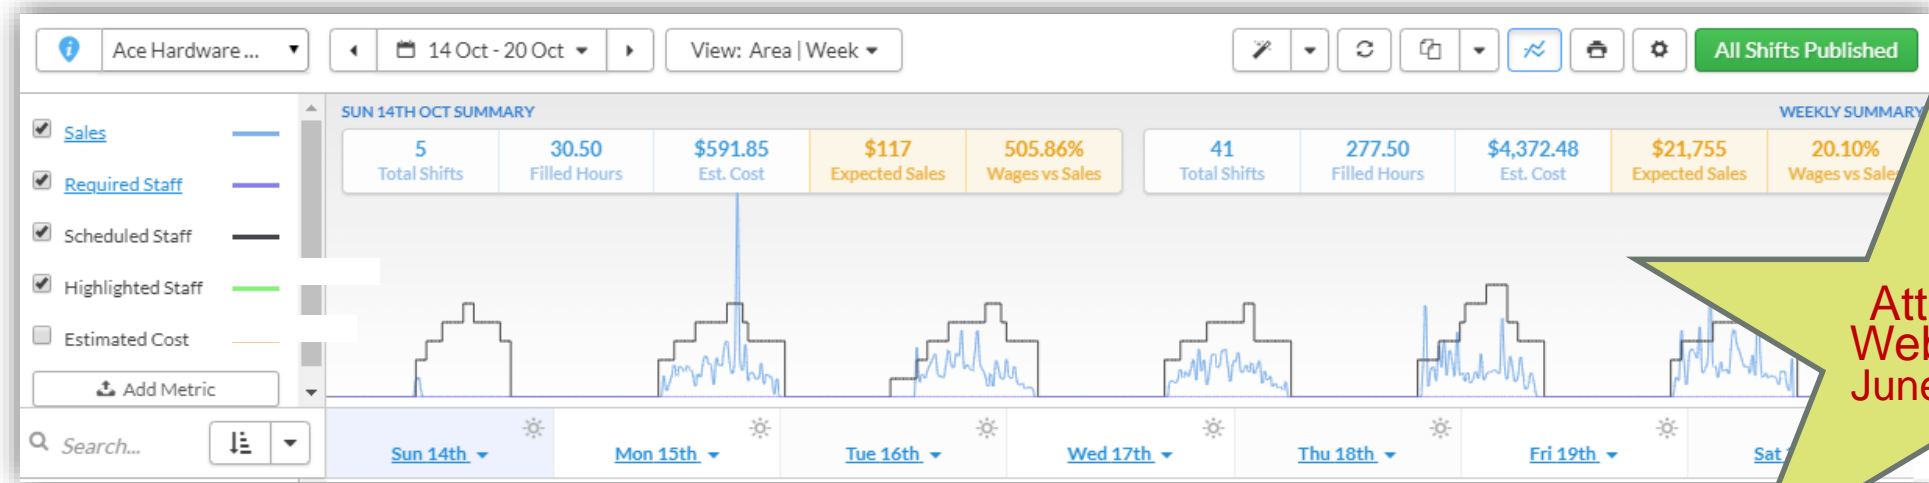 Ace Hardware ...
14 Oct - 20 Oct
View: Area | Week
All Shifts Published
Sales
Required Staff
Scheduled Staff
Highlighted Staff
Estimated Cost
Add Metric
Search...
SUN 14TH OCT SUMMARY
5 30.50 $591.85 $117 505.86%
Total Shifts Filled Hours Est. Cost Expected Sales Wages vs Sales
WEEKLY SUMMARY
41 277.50 $4,372.48 $21,755 20.10%
Total Shifts Filled Hours Est. Cost Expected Sales Wages vs Sales
Sun 14th Mon 15th Tue 16th Wed 17th Thu 18th Fri 19th Sat
Att
Web
June